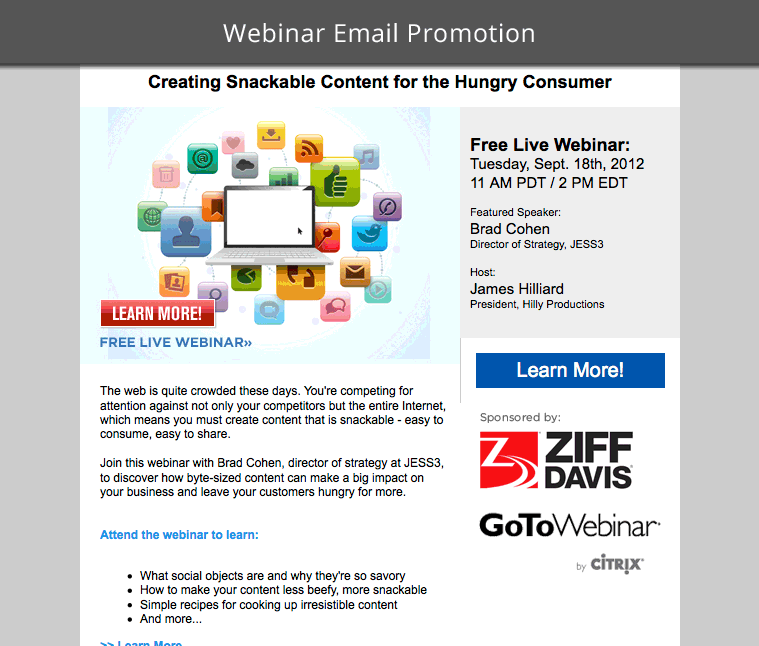 Webinar Email Promotion
Creating Snackable Content for the Hungry Consumer
LEARN MORE!
FREE LIVE WEBINAR»
Free Live Webinar:
Tuesday, Sept. 18th, 2012
11 AM PDT / 2 PM EDT
Featured Speaker:
Brad Cohen
Director of Strategy, JESS3
Host:
James Hilliard
President, Hilly Productions
Learn More!
Sponsored by:
ZIFF
DAVIS
GoToWebinar
by CITRIX
The web is quite crowded these days. You're competing for
attention against not only your competitors but the entire Internet,
which means you must create content that is snackable - easy to
consume, easy to share.
Join this webinar with Brad Cohen, director of strategy at JESS3,
to discover how byte-sized content can make a big impact on
your business and leave your customers hungry for more.
Attend the webinar to learn:
• What social objects are and why they're so savory
• How to make your content less beefy, more snackable
• Simple recipes for cooking up irresistible content
• And more...
>> Learn More